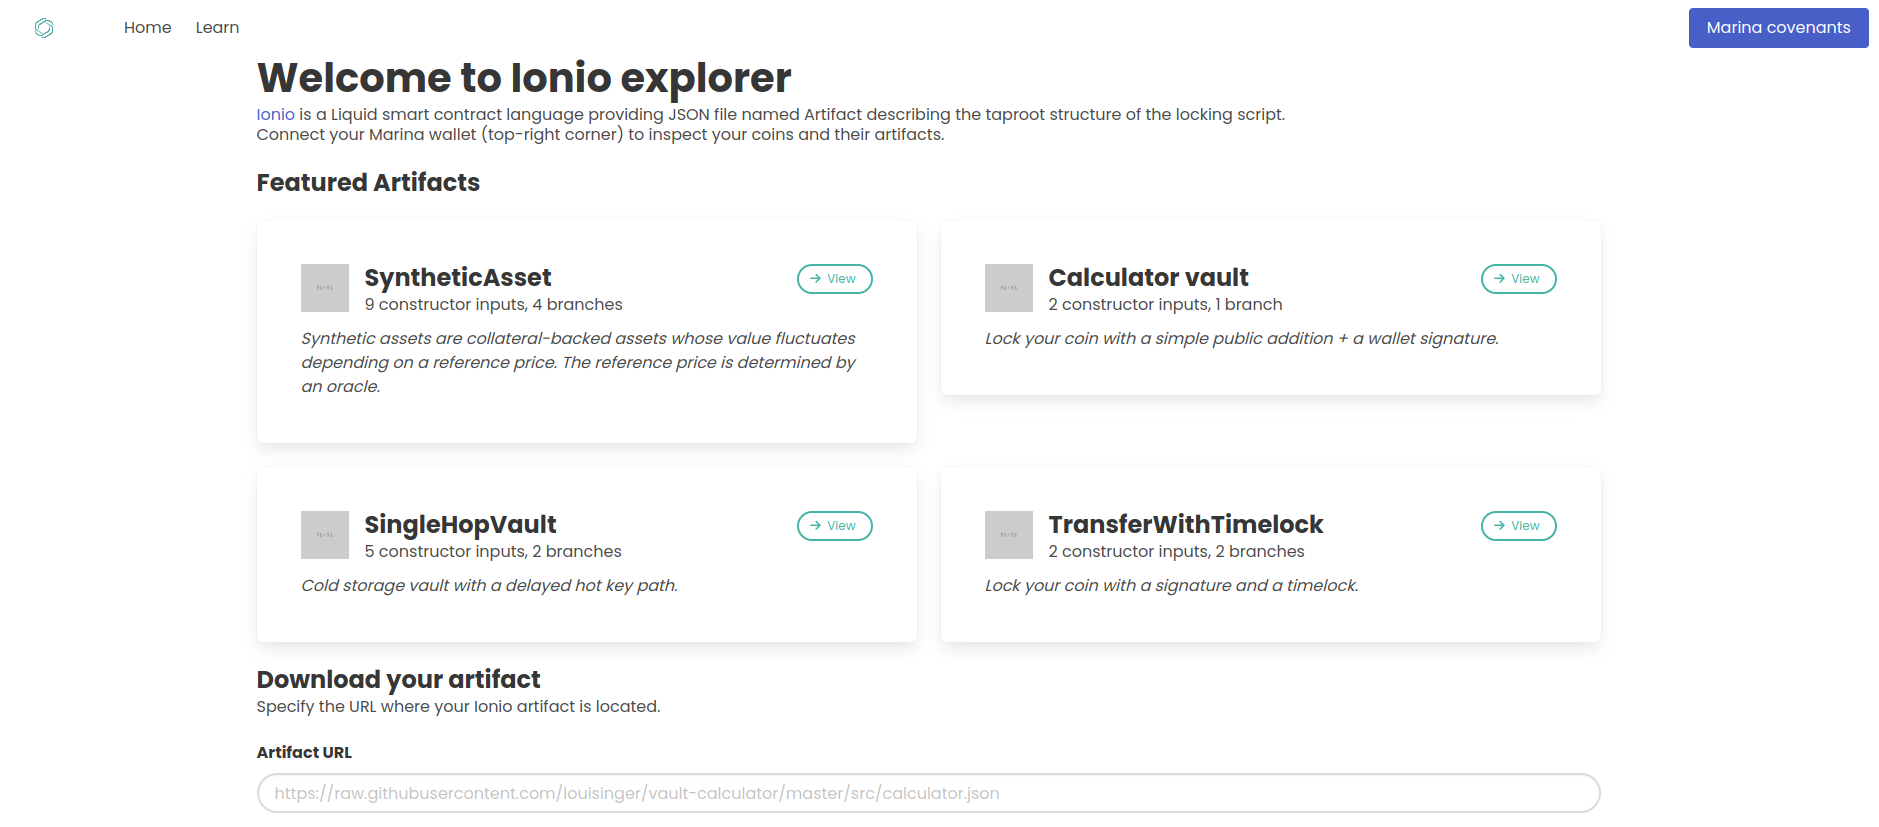 Home Learn Marina covenants
Welcome to Ionio explorer
Ionio is a Liquid smart contract language providing JSON file named Artifact describing the taproot structure of the locking script.
Connect your Marina wallet (top-right corner) to inspect your coins and their artifacts.
Featured Artifacts
SyntheticAsset
View
9 constructor inputs, 4 branches
Synthetic assets are collateral-backed assets whose value fluctuates
depending on a reference price. The reference price is determined by
an oracle.
Calculator vault
View
2 constructor inputs, 1 branch
Lock your coin with a simple public addition + a wallet signature.
SingleHopVault
View
5 constructor inputs, 2 branches
Cold storage vault with a delayed hot key path.
TransferWithTimelock
View
2 constructor inputs, 2 branches
Lock your coin with a signature and a timelock.
Download your artifact
Specify the URL where your Ionio artifact is located.
Artifact URL
https://raw.githubusercontent.com/louisinger/vault-calculator/master/src/calculator.json